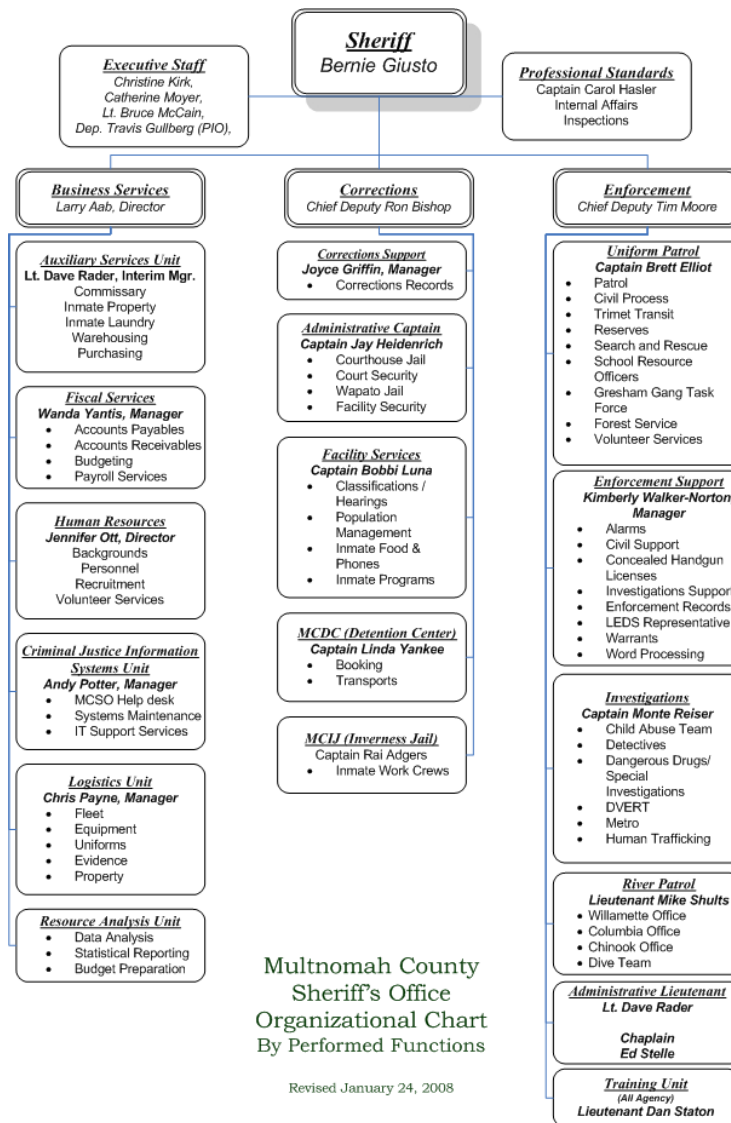 Sheriff
Bernie Giusto
Executive Staff
Christine Kirk,
Catherine Moyer,
Lt. Bruce McCain,
Dep. Travis Gullberg (PIO),
Professional Standards
Captain Carol Hasler
Internal Affairs
Inspections
Business Services
Larry Aab, Director
Auxiliary Services Unit
Lt. Dave Rader, Interim Mgr.
Commissary
Inmate Property
Inmate Laundry
Warehousing
Purchasing
Fiscal Services
Wanda Yantis, Manager
• Accounts Payables
• Accounts Receivables
• Budgeting
• Payroll Services
Human Resources
Jennifer Ott, Director
Backgrounds
Personnel
Recruitment
Volunteer Services
Criminal Justice Information
Systems Unit
Andy Potter, Manager
• MCSO Help desk
• Systems Maintenance
• IT Support Services
Logistics Unit
Chris Payne, Manager
• Fleet
• Equipment
• Uniforms
• Evidence
• Property
Resource Analysis Unit
• Data Analysis
• Statistical Reporting
• Budget Preparation
Corrections
Chief Deputy Ron Bishop
Corrections Support
Joyce Griffin, Manager
• Corrections Records
Administrative Captain
Captain Jay Heidenrich
• Courthouse Jail
• Court Security
• Wapato Jail
• Facility Security
Facility Services
Captain Bobbi Luna
• Classifications /
Hearings
• Population
Management
• Inmate Food &
Phones
• Inmate Programs
MCDC (Detention Center)
Captain Linda Yankee
• Booking
• Transports
MCIJ (Inverness Jail)
Captain Rai Adgers
• Inmate Work Crews
Enforcement
Chief Deputy Tim Moore
Uniform Patrol
Captain Brett Elliot
• Patrol
• Civil Process
• Trimet Transit
• Reserves
• Search and Rescue
• School Resource
Officers
• Gresham Gang Task
Force
• Forest Service
• Volunteer Services
Enforcement Support
Kimberly Walker-Norton
Manager
• Alarms
• Civil Support
• Concealed Handgun
Licenses
• Investigations Support
• Enforcement Records
• LEDS Representative
• Warrants
• Word Processing
Investigations
Captain Monte Reiser
• Child Abuse Team
• Detectives
• Dangerous Drugs/
Special
Investigations
• DVERT
• Metro
• Human Trafficking
River Patrol
Lieutenant Mike Shults
• Willamette Office
• Columbia Office
• Chinook Office
• Dive Team
Administrative Lieutenant
Lt. Dave Rader
Chaplain
Ed Stelle
Training Unit
(All Agency)
Lieutenant Dan Staton
Multnomah County
Sheriff's Office
Organizational Chart
By Performed Functions
Revised January 24, 2008